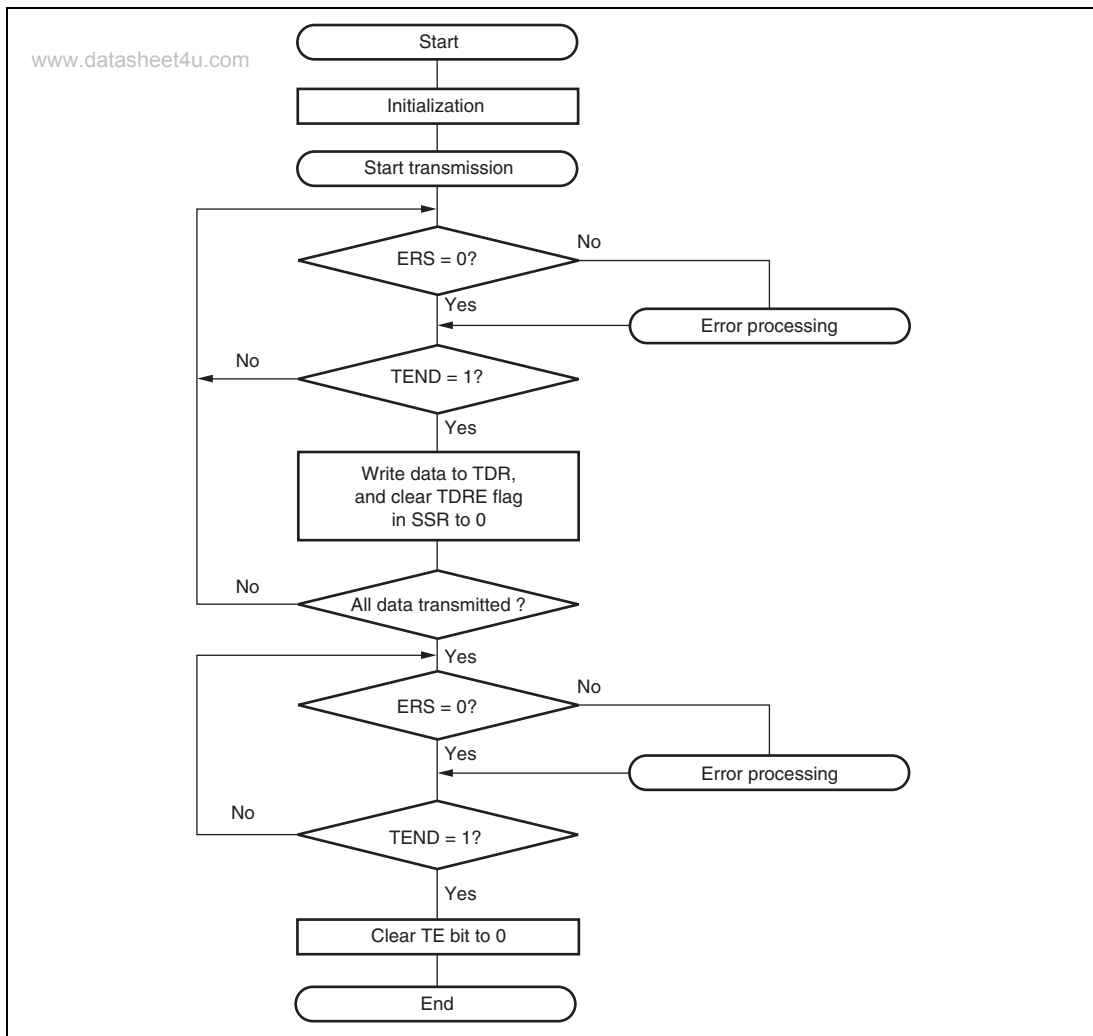 www.datasheet4u.com
Start
Initialization
Start transmission
ERS = 0?
No
Yes
Error processing
No
TEND = 1?
Yes
Write data to TDR,
and clear TDRE flag
in SSR to 0
No
All data transmitted ?
Yes
ERS = 0?
No
Yes
Error processing
No
TEND = 1?
Yes
Clear TE bit to 0
End